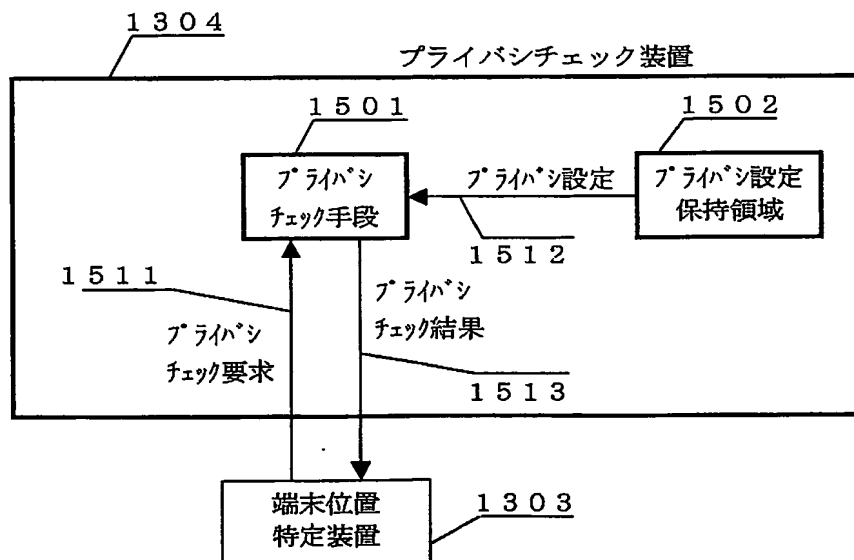 １３０４
プライバシチェック装置
１５０１
１５０２
ﾌﾟﾗｲﾊﾞｼ
ﾁｪｯｸ手段
ﾌﾟﾗｲﾊﾞｼ設定
ﾌﾟﾗｲﾊﾞｼ設定
保持領域
１５１２
１５１１
ﾌﾟﾗｲﾊﾞｼ
ﾁｪｯｸ要求
ﾌﾟﾗｲﾊﾞｼ
ﾁｪｯｸ結果
１５１３
端末位置
特定装置
１３０３